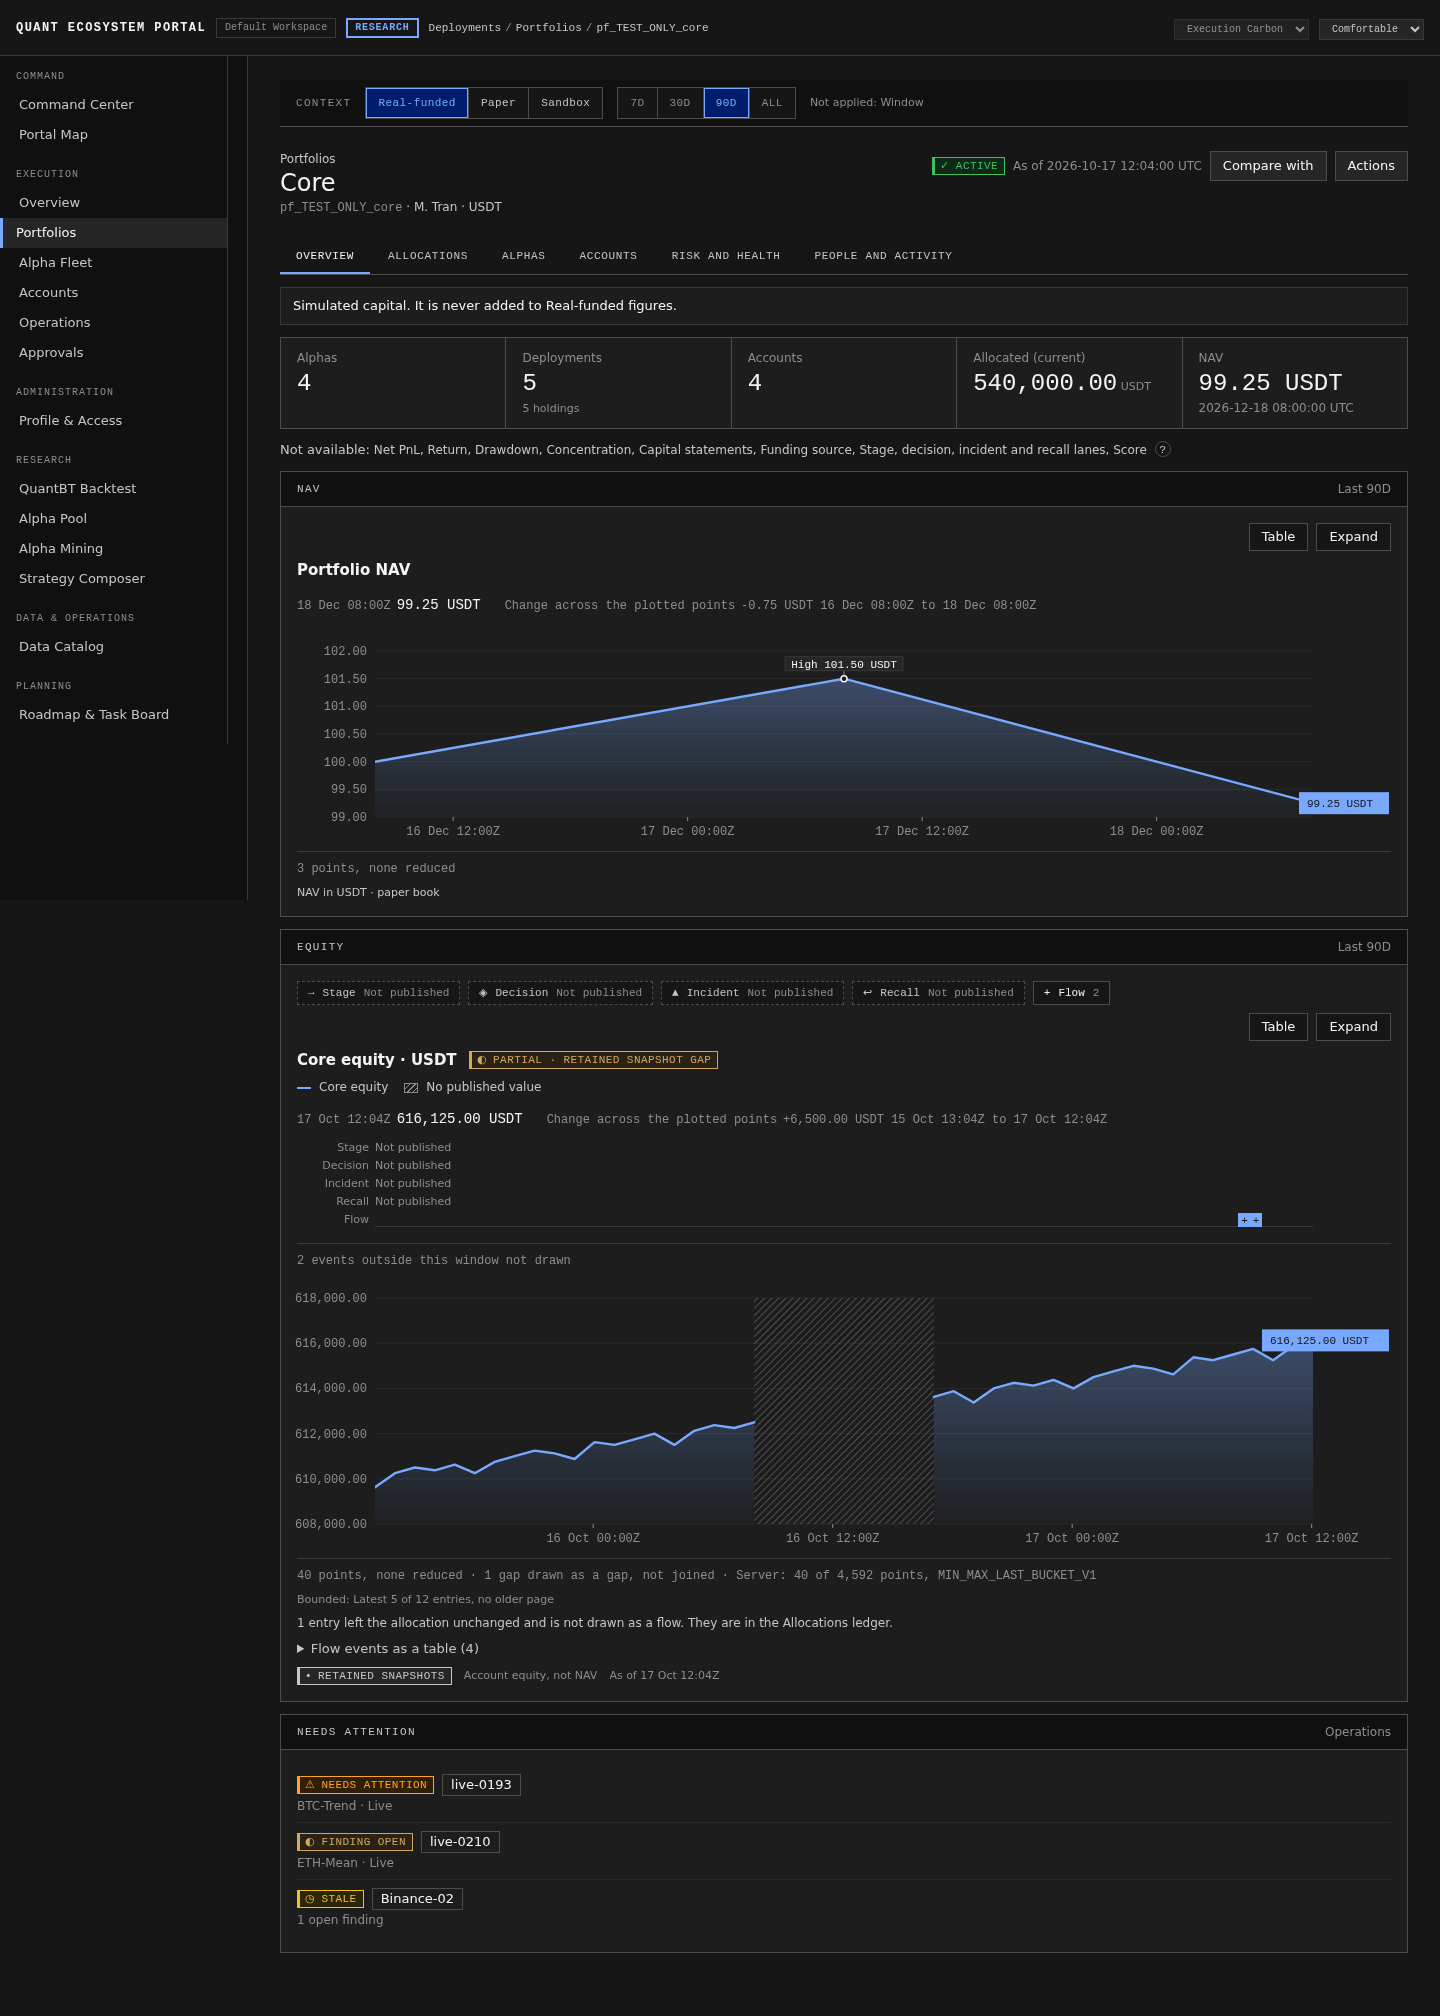 QUANT ECOSYSTEM PORTAL Default Workspace RESEARCH Deployments / Portfolios / pf_TEST_ONLY_core Execution Carbon Comfortable
COMMAND
Command Center
Portal Map
EXECUTION
Overview
Portfolios
Alpha Fleet
Accounts
Operations
Approvals
ADMINISTRATION
Profile & Access
RESEARCH
QuantBT Backtest
Alpha Pool
Alpha Mining
Strategy Composer
DATA & OPERATIONS
Data Catalog
PLANNING
Roadmap & Task Board
CONTEXT Real-funded Paper Sandbox 7D 30D 90D ALL Not applied: Window
Portfolios
Core
pf_TEST_ONLY_core · M. Tran · USDT
✓ ACTIVE As of 2026-10-17 12:04:00 UTC Compare with Actions
OVERVIEW ALLOCATIONS ALPHAS ACCOUNTS RISK AND HEALTH PEOPLE AND ACTIVITY
Simulated capital. It is never added to Real-funded figures.
Alphas
4
Deployments
5
5 holdings
Accounts
4
Allocated (current)
540,000.00 USDT
NAV
99.25 USDT
2026-12-18 08:00:00 UTC
Not available: Net PnL, Return, Drawdown, Concentration, Capital statements, Funding source, Stage, decision, incident and recall lanes, Score ?
NAV Last 90D
Table Expand
Portfolio NAV
18 Dec 08:00Z 99.25 USDT Change across the plotted points -0.75 USDT 16 Dec 08:00Z to 18 Dec 08:00Z
102.00
High 101.50 USDT
101.50
101.00
100.50
100.00
99.50
99.25 USDT
99.00
16 Dec 12:00Z 17 Dec 00:00Z 17 Dec 12:00Z 18 Dec 00:00Z
3 points, none reduced
NAV in USDT · paper book
EQUITY Last 90D
→ Stage Not published ◈ Decision Not published ▲ Incident Not published ↩ Recall Not published + Flow 2
Table Expand
Core equity · USDT ◐ PARTIAL · RETAINED SNAPSHOT GAP
Core equity No published value
17 Oct 12:04Z 616,125.00 USDT Change across the plotted points +6,500.00 USDT 15 Oct 13:04Z to 17 Oct 12:04Z
Stage Not published
Decision Not published
Incident Not published
Recall Not published
Flow + +
2 events outside this window not drawn
618,000.00
616,000.00 616,125.00 USDT
614,000.00
612,000.00
610,000.00
608,000.00
16 Oct 00:00Z 16 Oct 12:00Z 17 Oct 00:00Z 17 Oct 12:00Z
40 points, none reduced · 1 gap drawn as a gap, not joined · Server: 40 of 4,592 points, MIN_MAX_LAST_BUCKET_V1
Bounded: Latest 5 of 12 entries, no older page
1 entry left the allocation unchanged and is not drawn as a flow. They are in the Allocations ledger.
▶ Flow events as a table (4)
• RETAINED SNAPSHOTS Account equity, not NAV As of 17 Oct 12:04Z
NEEDS ATTENTION Operations
⚠ NEEDS ATTENTION live-0193
BTC-Trend · Live
◐ FINDING OPEN live-0210
ETH-Mean · Live
◷ STALE Binance-02
1 open finding